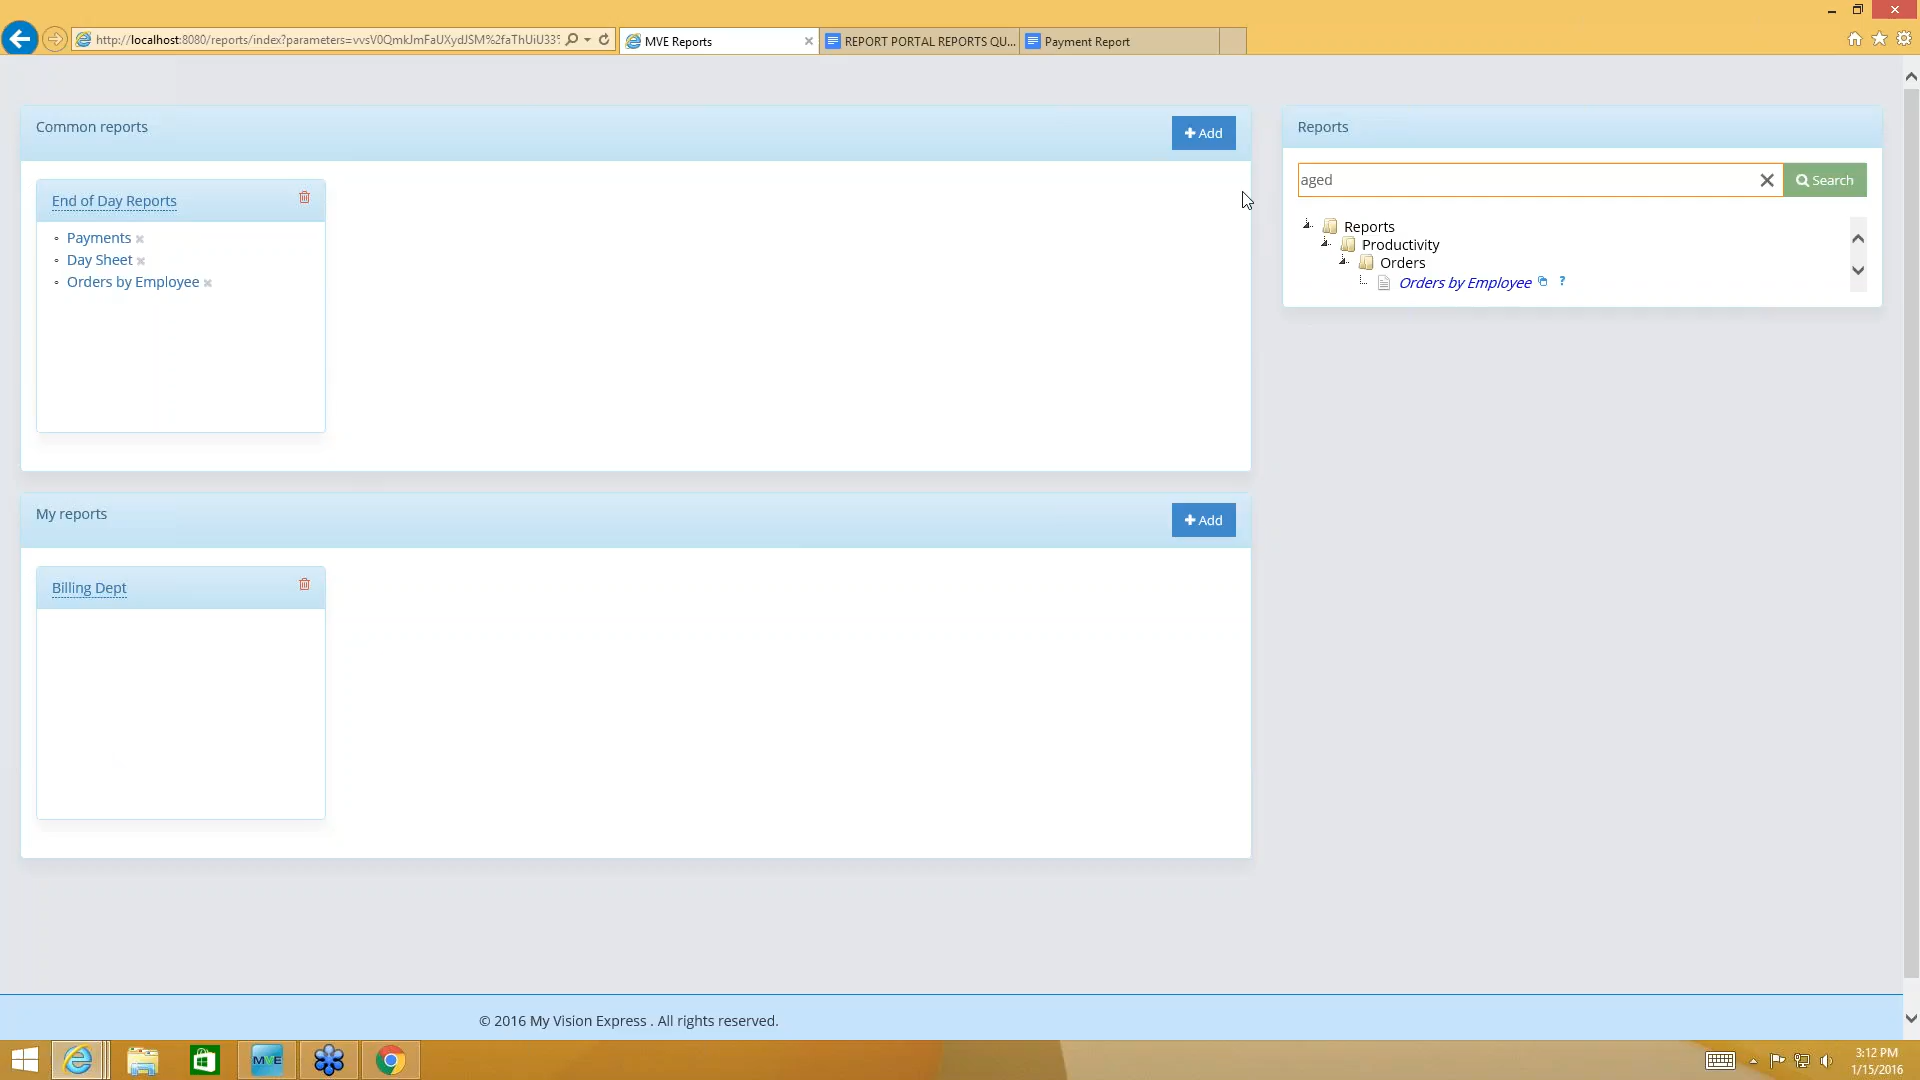 http://localhost:8080/reports/index?parameters=vvsV0QmkJmFaUXydJSM%2faThUiU33%
MVE Reports
REPORT PORTAL REPORTS QU...
Payment Report
Common reports
Add
End of Day Reports
Payments
Day Sheet
Orders by Employee
My reports
Add
Billing Dept
Reports
aged
Search
Reports
Productivity
Orders
Orders by Employee ?
© 2016 My Vision Express . All rights reserved.
MVE
3:12 PM
1/15/2016